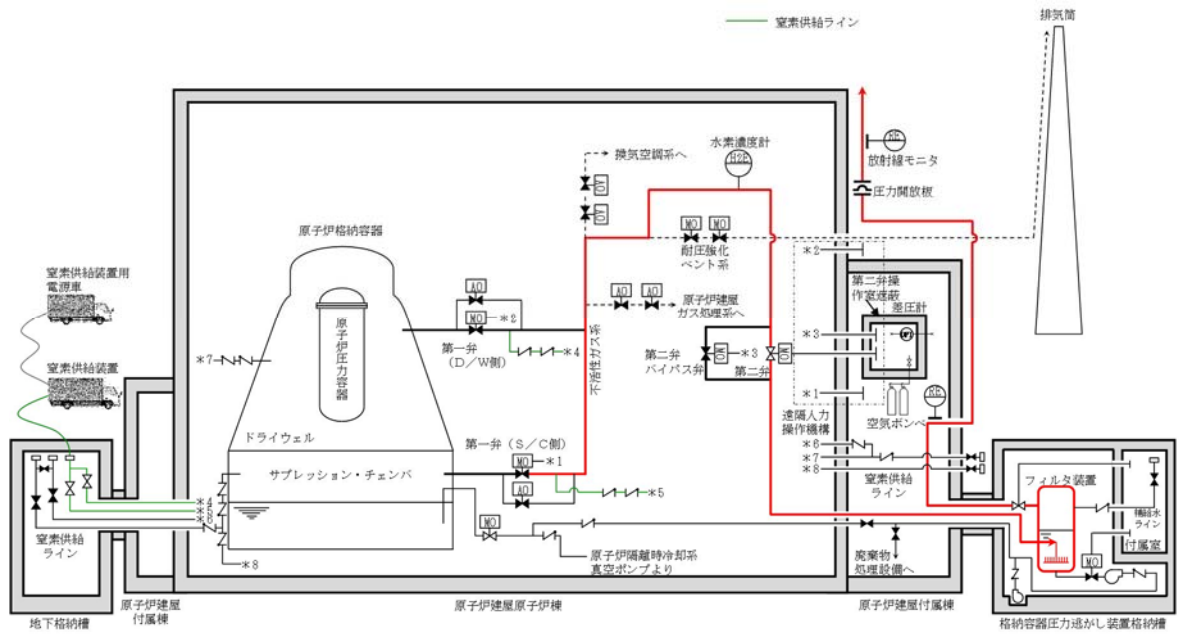 窒素供給ライン
排気筒
換気空調系へ
水素濃度計
H2E
RE
放射線モニタ
圧力開放板
原子炉格納容器
MO
MO
耐圧強化
ベント系
*2
窒素供給装置用
電源車
AO
MO
*2
AO
AO
原子炉建屋
ガス処理系へ
第二弁操
作室遮蔽
差圧計
原子炉圧力容器
*7
第一弁
(D/W側)
*4
不活性ガス系
第二弁
バイパス弁
MO
*3
第二弁
MO
*3
窒素供給装置
*1
RE
遠隔人力
操作機構
空気ボンベ
ドライウェル
第一弁(S/C側)
MO
*1
サプレッション・チェンバ
AO
*5
*6
*7
*8
窒素供給
ライン
フィルタ装置
補給水
ライン
付属室
*4
MO
窒素供給
ライン
*8
原子炉隔離時冷却系
真空ポンプより
廃棄物
処理設備へ
MO
原子炉建屋
付属棟
原子炉建屋原子炉棟
原子炉建屋付属棟
地下格納槽
格納容器圧力逃がし装置格納槽